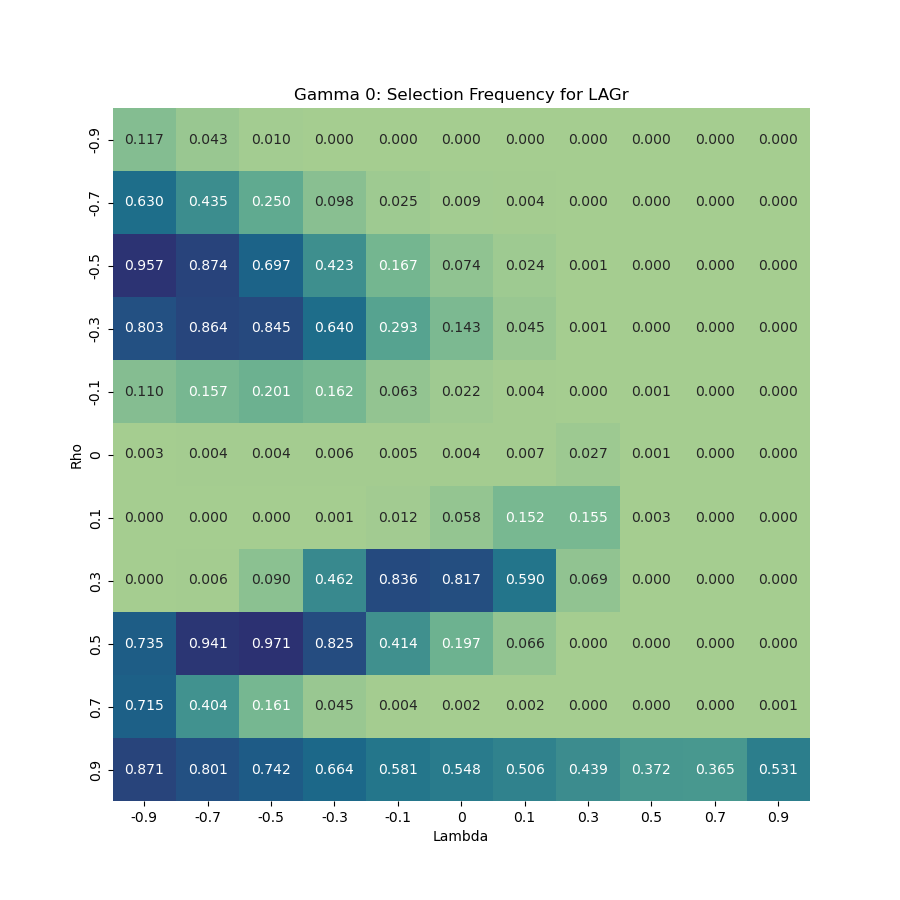 Gamma 0: Selection Frequency for LAGr
-0.9 0.117 0.043 0.010 0.000 0.000 0.000 0.000 0.000 0.000 0.000 0.000
-0.7 0.630 0.435 0.250 0.098 0.025 0.009 0.004 0.000 0.000 0.000 0.000
-0.5 0.957 0.874 0.697 0.423 0.167 0.074 0.024 0.001 0.000 0.000 0.000
-0.3 0.803 0.864 0.845 0.640 0.293 0.143 0.045 0.001 0.000 0.000 0.000
-0.1 0.110 0.157 0.201 0.162 0.063 0.022 0.004 0.000 0.001 0.000 0.000
Rho
0 0.003 0.004 0.004 0.006 0.005 0.004 0.007 0.027 0.001 0.000 0.000
0.1 0.000 0.000 0.000 0.001 0.012 0.058 0.152 0.155 0.003 0.000 0.000
0.3 0.000 0.006 0.090 0.462 0.836 0.817 0.590 0.069 0.000 0.000 0.000
0.5 0.735 0.941 0.971 0.825 0.414 0.197 0.066 0.000 0.000 0.000 0.000
0.7 0.715 0.404 0.161 0.045 0.004 0.002 0.002 0.000 0.000 0.000 0.001
0.9 0.871 0.801 0.742 0.664 0.581 0.548 0.506 0.439 0.372 0.365 0.531
-0.9 -0.7 -0.5 -0.3 -0.1 0 0.1 0.3 0.5 0.7 0.9
Lambda